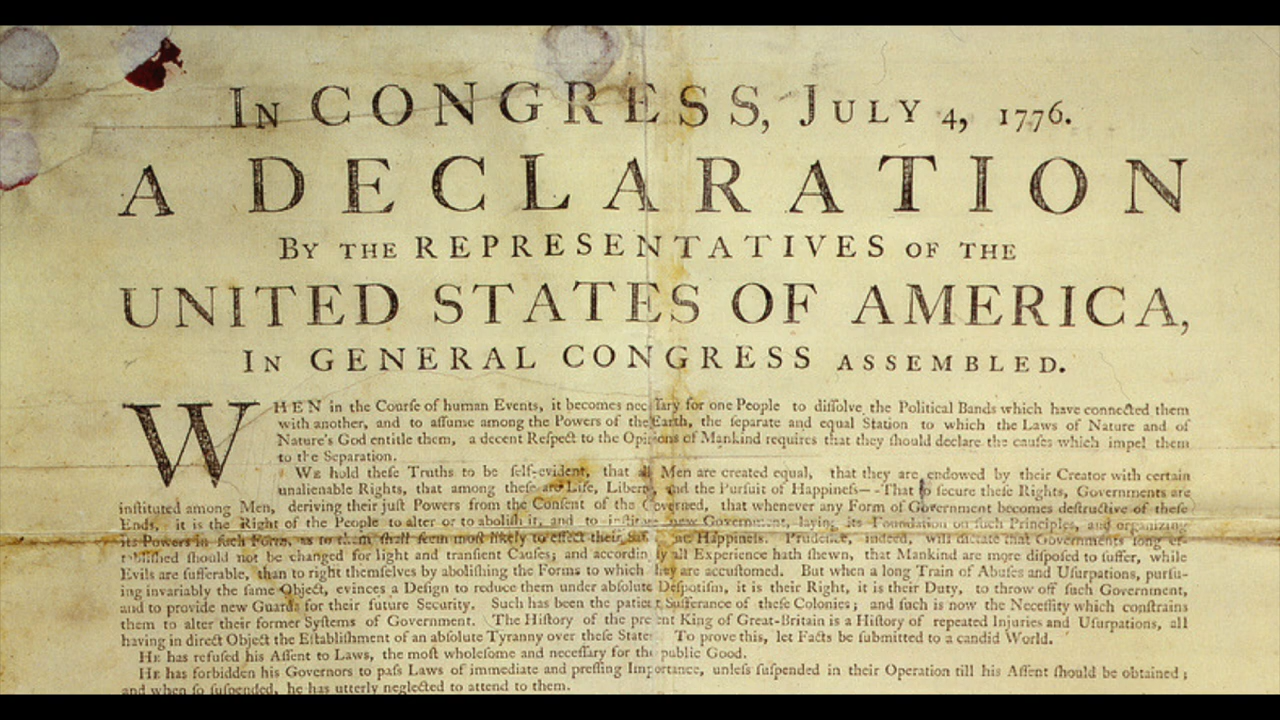 IN CONGRESS, JULY 4, 1776.
A DECLARATION
BY THE REPRESENTATIVES OF THE
UNITED STATES OF AMERICA,
IN GENERAL CONGRESS ASSEMBLED.
WHEN in the Courſe of human Events, it becomes neceſſary for one People to diſſolve the Political Bands which have connected them
with another, and to aſſume among the Powers of the Earth, the ſeparate and equal Station to which the Laws of Nature and of
Nature's God entitle them, a decent Reſpect to the Opinions of Mankind requires that they ſhould declare the cauſes which impel them
to the Separation.
WE hold theſe Truths to be ſelf-evident, that all Men are created equal, that they are endowed by their Creator with certain
unalienable Rights, that among theſe are Life, Liberty, and the Purſuit of Happineſs—-That to ſecure theſe Rights, Governments are
inſtituted among Men, deriving their juſt Powers from the Conſent of the Governed, that whenever any Form of Government becomes deſtructive of theſe
Ends, it is the Right of the People to alter or to aboliſh it, and to inſtitute new Government, laying its Foundation on ſuch Principles, and organizing
its Powers in ſuch Form, as to them ſhall ſeem moſt likely to effect their Safety and Happineſs. Prudence, indeed, will dictate that Governments long eſ-
tabliſhed ſhould not be changed for light and tranſient Cauſes; and accordingly all Experience hath ſhewn, that Mankind are more diſpoſed to ſuffer, while
Evils are ſufferable, than to right themſelves by aboliſhing the Forms to which they are accuſtomed. But when a long Train of Abuſes and Uſurpations, purſu-
ing invariably the ſame Object, evinces a Deſign to reduce them under abſolute Deſpotiſm, it is their Right, it is their Duty, to throw off ſuch Government,
and to provide new Guards for their future Security. Such has been the patient Sufferance of theſe Colonies; and ſuch is now the Neceſſity which conſtrains
them to alter their former Syſtems of Government. The Hiſtory of the preſent King of Great-Britain is a Hiſtory of repeated Injuries and Uſurpations, all
having in direct Object the Eſtabliſhment of an abſolute Tyranny over theſe States. To prove this, let Facts be ſubmitted to a candid World.
HE has refuſed his Aſſent to Laws, the moſt wholeſome and neceſſary for the public Good.
HE has forbidden his Governors to paſs Laws of immediate and preſſing Importance, unleſs ſuſpended in their Operation till his Aſſent ſhould be obtained;
and when ſo ſuſpended, he has utterly neglected to attend to them.